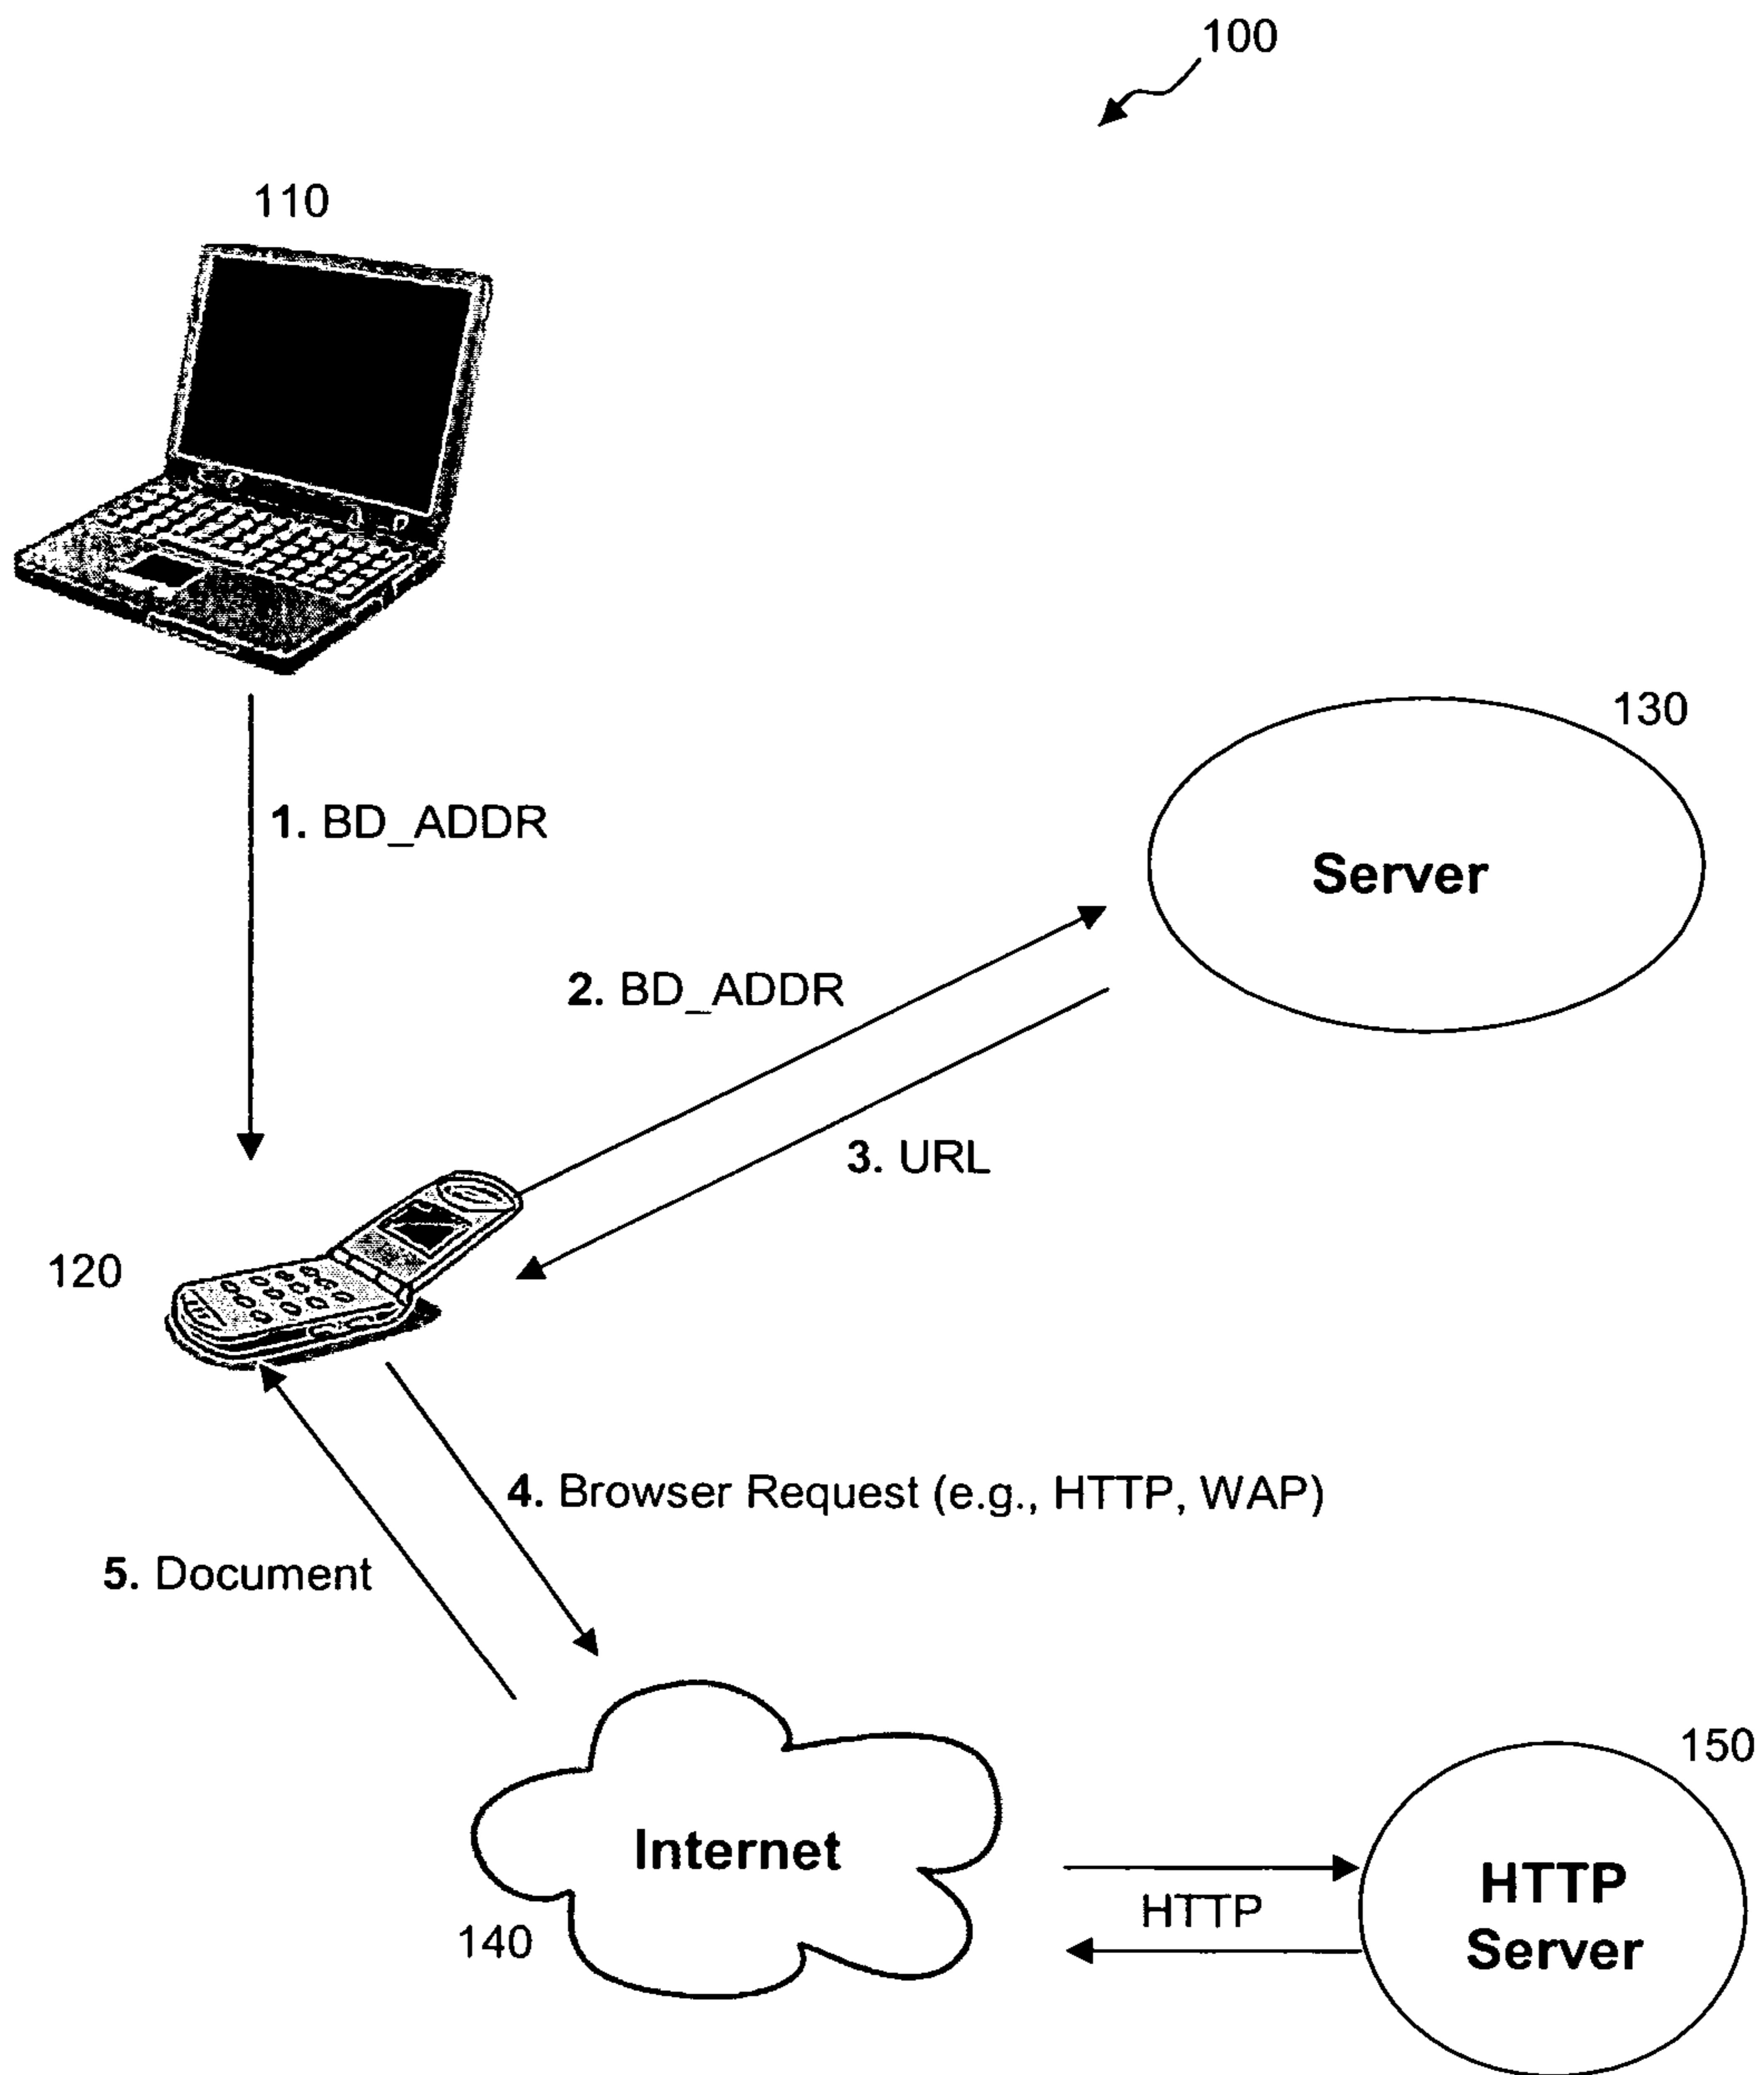 100
110
130
1. BD_ADDR
Server
2. BD_ADDR
3. URL
120
4. Browser Request (e.g., HTTP, WAP)
5. Document
150
Internet
HTTP
140
HTTP
Server